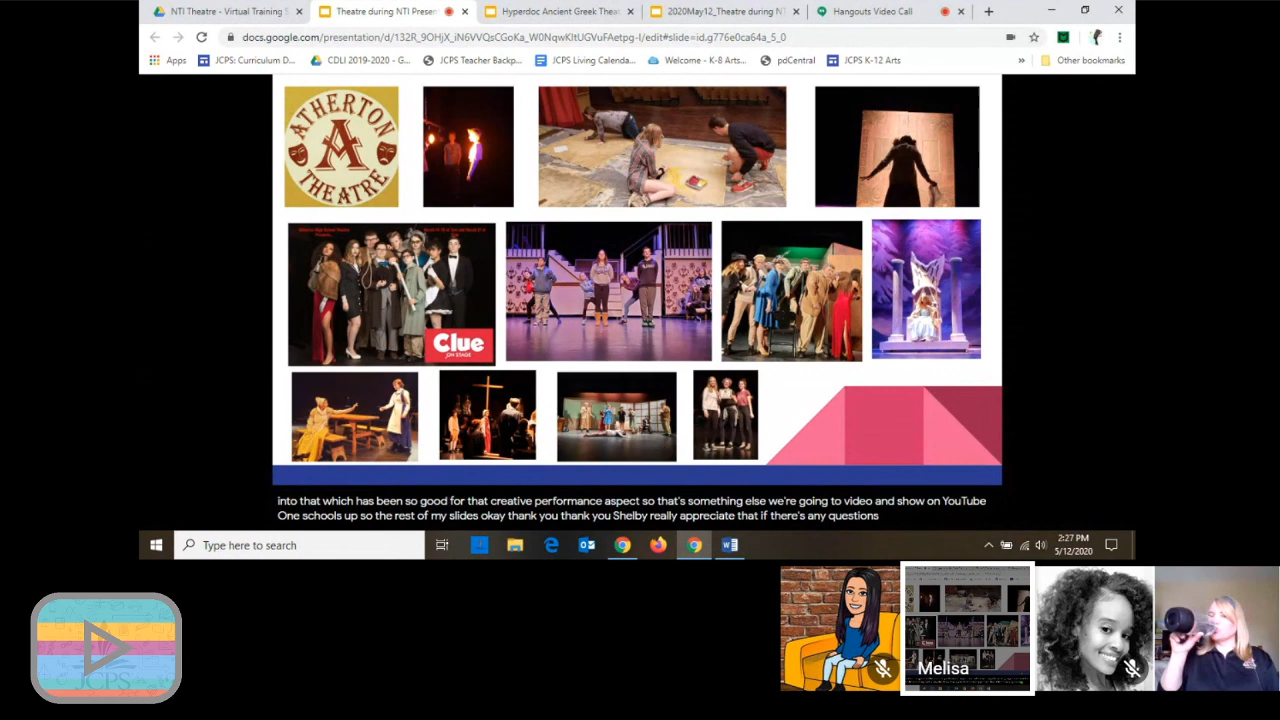 NTI Theatre - Virtual Training S
Theatre during NTI Presen
Hyperdoc Ancient Greek Theat
2020May12_Theatre during NT
Hangouts Video Call
docs.google.com/presentation/d/132R_9OHjX_iN6VVQsCGoKa_W0NqwKItUGVuFAetpg-I/edit#slide=id.g776e0ca64a_5_0
Apps
JCPS: Curriculum D...
CDLI 2019-2020 - G...
JCPS Teacher Backp...
JCPS Living Calenda...
Welcome - K-8 Arts...
pdCentral
JCPS K-12 Arts
»
Other bookmarks
ATHERTON
A
THEATRE
Clue
ON STAGE
into that which has been so good for that creative performance aspect so that's something else we're going to video and show on YouTube
One schools up so the rest of my slides okay thank you thank you Shelby really appreciate that if there's any questions
Type here to search
2:27 PM
5/12/2020
Melisa
JCPS